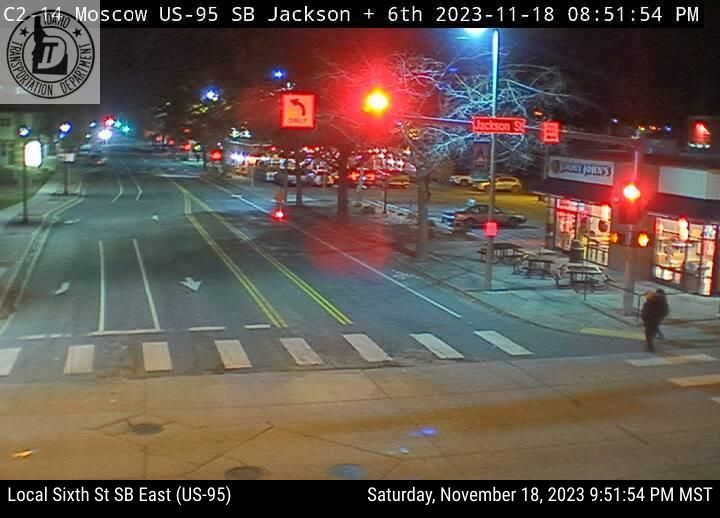 C2 14 Moscow US-95 SB Jackson + 6th 2023-11-18 08:51:54 PM
IDAHO
TRANSPORTATION DEPARTMENT
ONLY
Jackson St
JIMMY JOHN'S
Local Sixth St SB East (US-95)
Saturday, November 18, 2023 9:51:54 PM MST